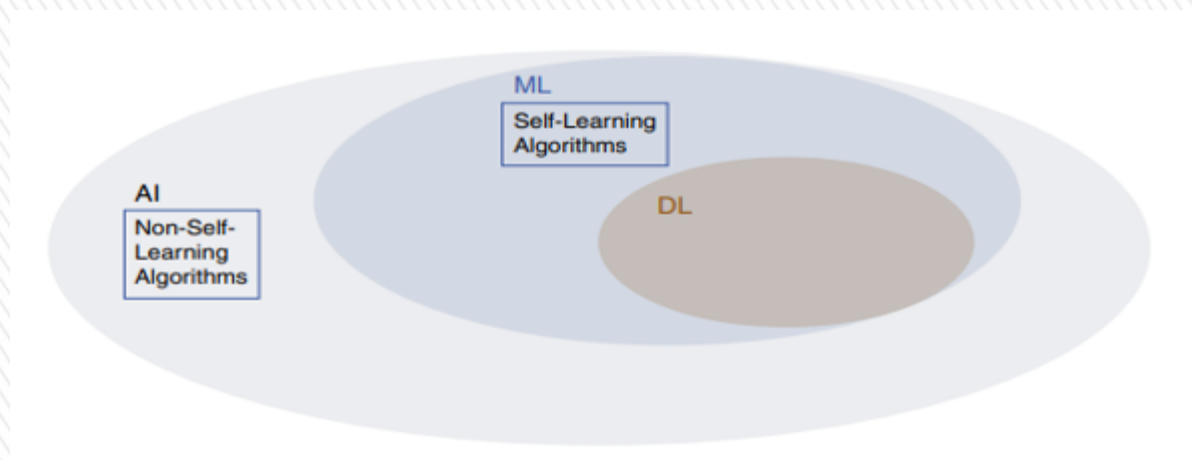 ML
Self-Learning
Algorithms
AI
Non-Self-
Learning
Algorithms
DL